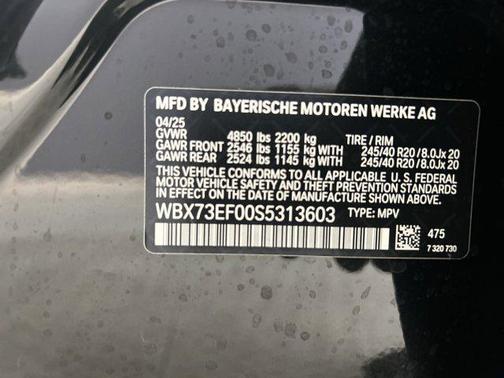 MFD BY BAYERISCHE MOTOREN WERKE AG
04/25
GVWR 4850 lbs 2200 kg TIRE / RIM
GAWR FRONT 2546 lbs 1155 kg WITH 245/40 R20 /8.0Jx 20
GAWR REAR 2524 lbs 1145 kg WITH 245/40 R20 /8.0Jx 20
THIS VEHICLE CONFORMS TO ALL APPLICABLE U. S. FEDERAL
MOTOR VEHICLE SAFETY, BUMPER, AND THEFT PREVENTION
STANDARDS IN EFFECT ON THE DATE OF MANUFACTURE SHOWN ABOVE.
WBX73EF00S5313603 TYPE: MPV
475
7 320 730